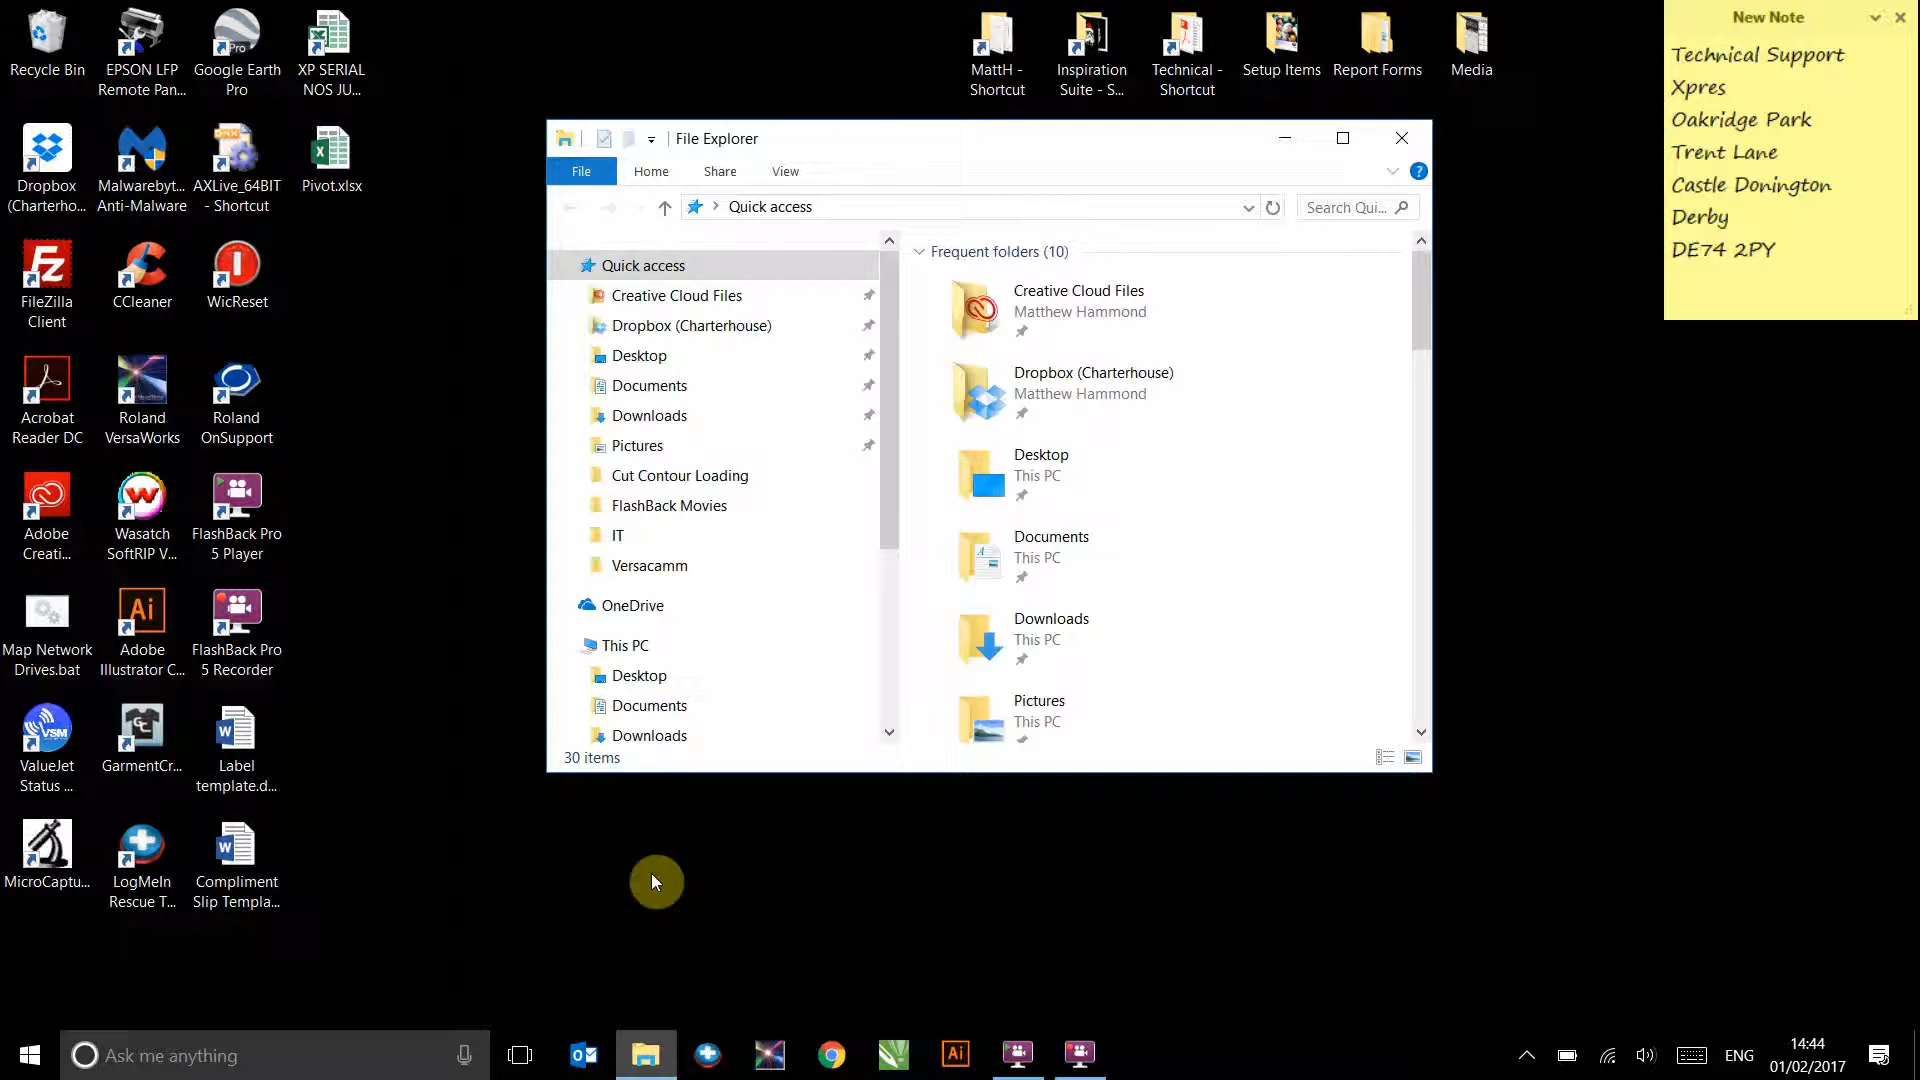 Recycle Bin
EPSON LFP
Remote Pan...
Google Earth
Pro
XP SERIAL
NOS JU...
Dropbox
(Charterho...
Malwarebyt...
Anti-Malware
AXLive_64BIT
- Shortcut
Pivot.xlsx
FileZilla
Client
CCleaner
WicReset
Acrobat
Reader DC
Roland
VersaWorks
Roland
OnSupport
Adobe
Creati...
Wasatch
SoftRIP V...
FlashBack Pro
5 Player
Map Network
Drives.bat
Adobe
Illustrator C...
FlashBack Pro
5 Recorder
ValueJet
Status ...
GarmentCr...
Label
template.d...
MicroCaptu...
LogMeIn
Rescue T...
Compliment
Slip Templa...
MattH -
Shortcut
Inspiration
Suite - S...
Technical -
Shortcut
Setup Items
Report Forms
Media
New Note
Technical Support
Xpres
Oakridge Park
Trent Lane
Castle Donington
Derby
DE74 2PY
File Explorer
File
Home
Share
View
Quick access
Search Qui...
Quick access
Creative Cloud Files
Dropbox (Charterhouse)
Desktop
Documents
Downloads
Pictures
Cut Contour Loading
FlashBack Movies
IT
Versacamm
OneDrive
This PC
Desktop
Documents
Downloads
Frequent folders (10)
Creative Cloud Files
Matthew Hammond
Dropbox (Charterhouse)
Matthew Hammond
Desktop
This PC
Documents
This PC
Downloads
This PC
Pictures
This PC
30 items
Ask me anything
ENG
14:44
01/02/2017